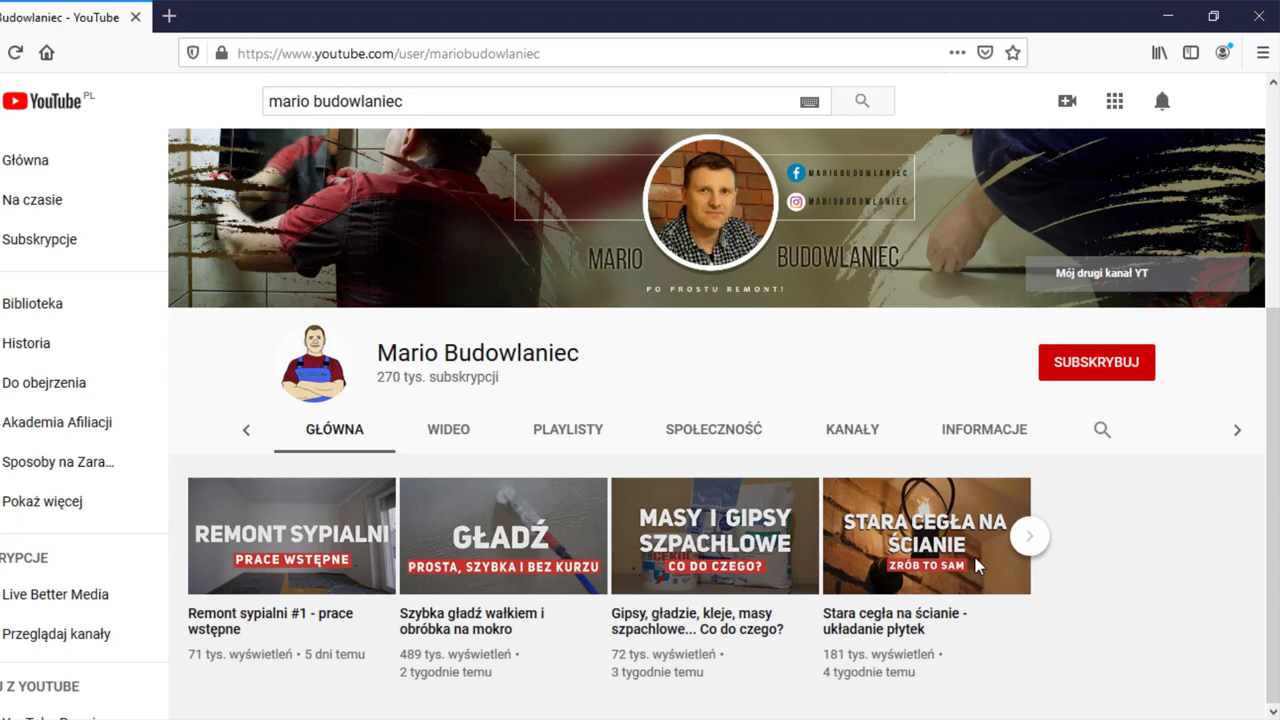 Budowlaniec - YouTube
https://www.youtube.com/user/mariobudowlaniec
YouTube PL
mario budowlaniec
Główna
Na czasie
Subskrypcje
Biblioteka
Historia
Do obejrzenia
Akademia Afiliacji
Sposoby na Zara...
Pokaż więcej
RYPCJE
Live Better Media
Przeglądaj kanały
J Z YOUTUBE
MARIOBUDOWLANIEC
MARIOBUDOWLANIEC
MARIO BUDOWLANIEC
PO PROSTU REMONT!
Mój drugi kanał YT
Mario Budowlaniec
270 tys. subskrypcji
SUBSKRYBUJ
GŁÓWNA WIDEO PLAYLISTY SPOŁECZNOŚĆ KANAŁY INFORMACJE
REMONT SYPIALNI
PRACE WSTĘPNE
Remont sypialni #1 - prace
wstępne
71 tys. wyświetleń • 5 dni temu
GŁADŹ
PROSTA, SZYBKA I BEZ KURZU
Szybka gładź wałkiem i
obróbka na mokro
489 tys. wyświetleń •
2 tygodnie temu
MASY I GIPSY
SZPACHLOWE
CO DO CZEGO?
Gipsy, gładzie, kleje, masy
szpachlowe... Co do czego?
72 tys. wyświetleń •
3 tygodnie temu
STARA CEGŁA NA
ŚCIANIE
ZRÓB TO SAM
Stara cegła na ścianie -
układanie płytek
181 tys. wyświetleń •
4 tygodnie temu